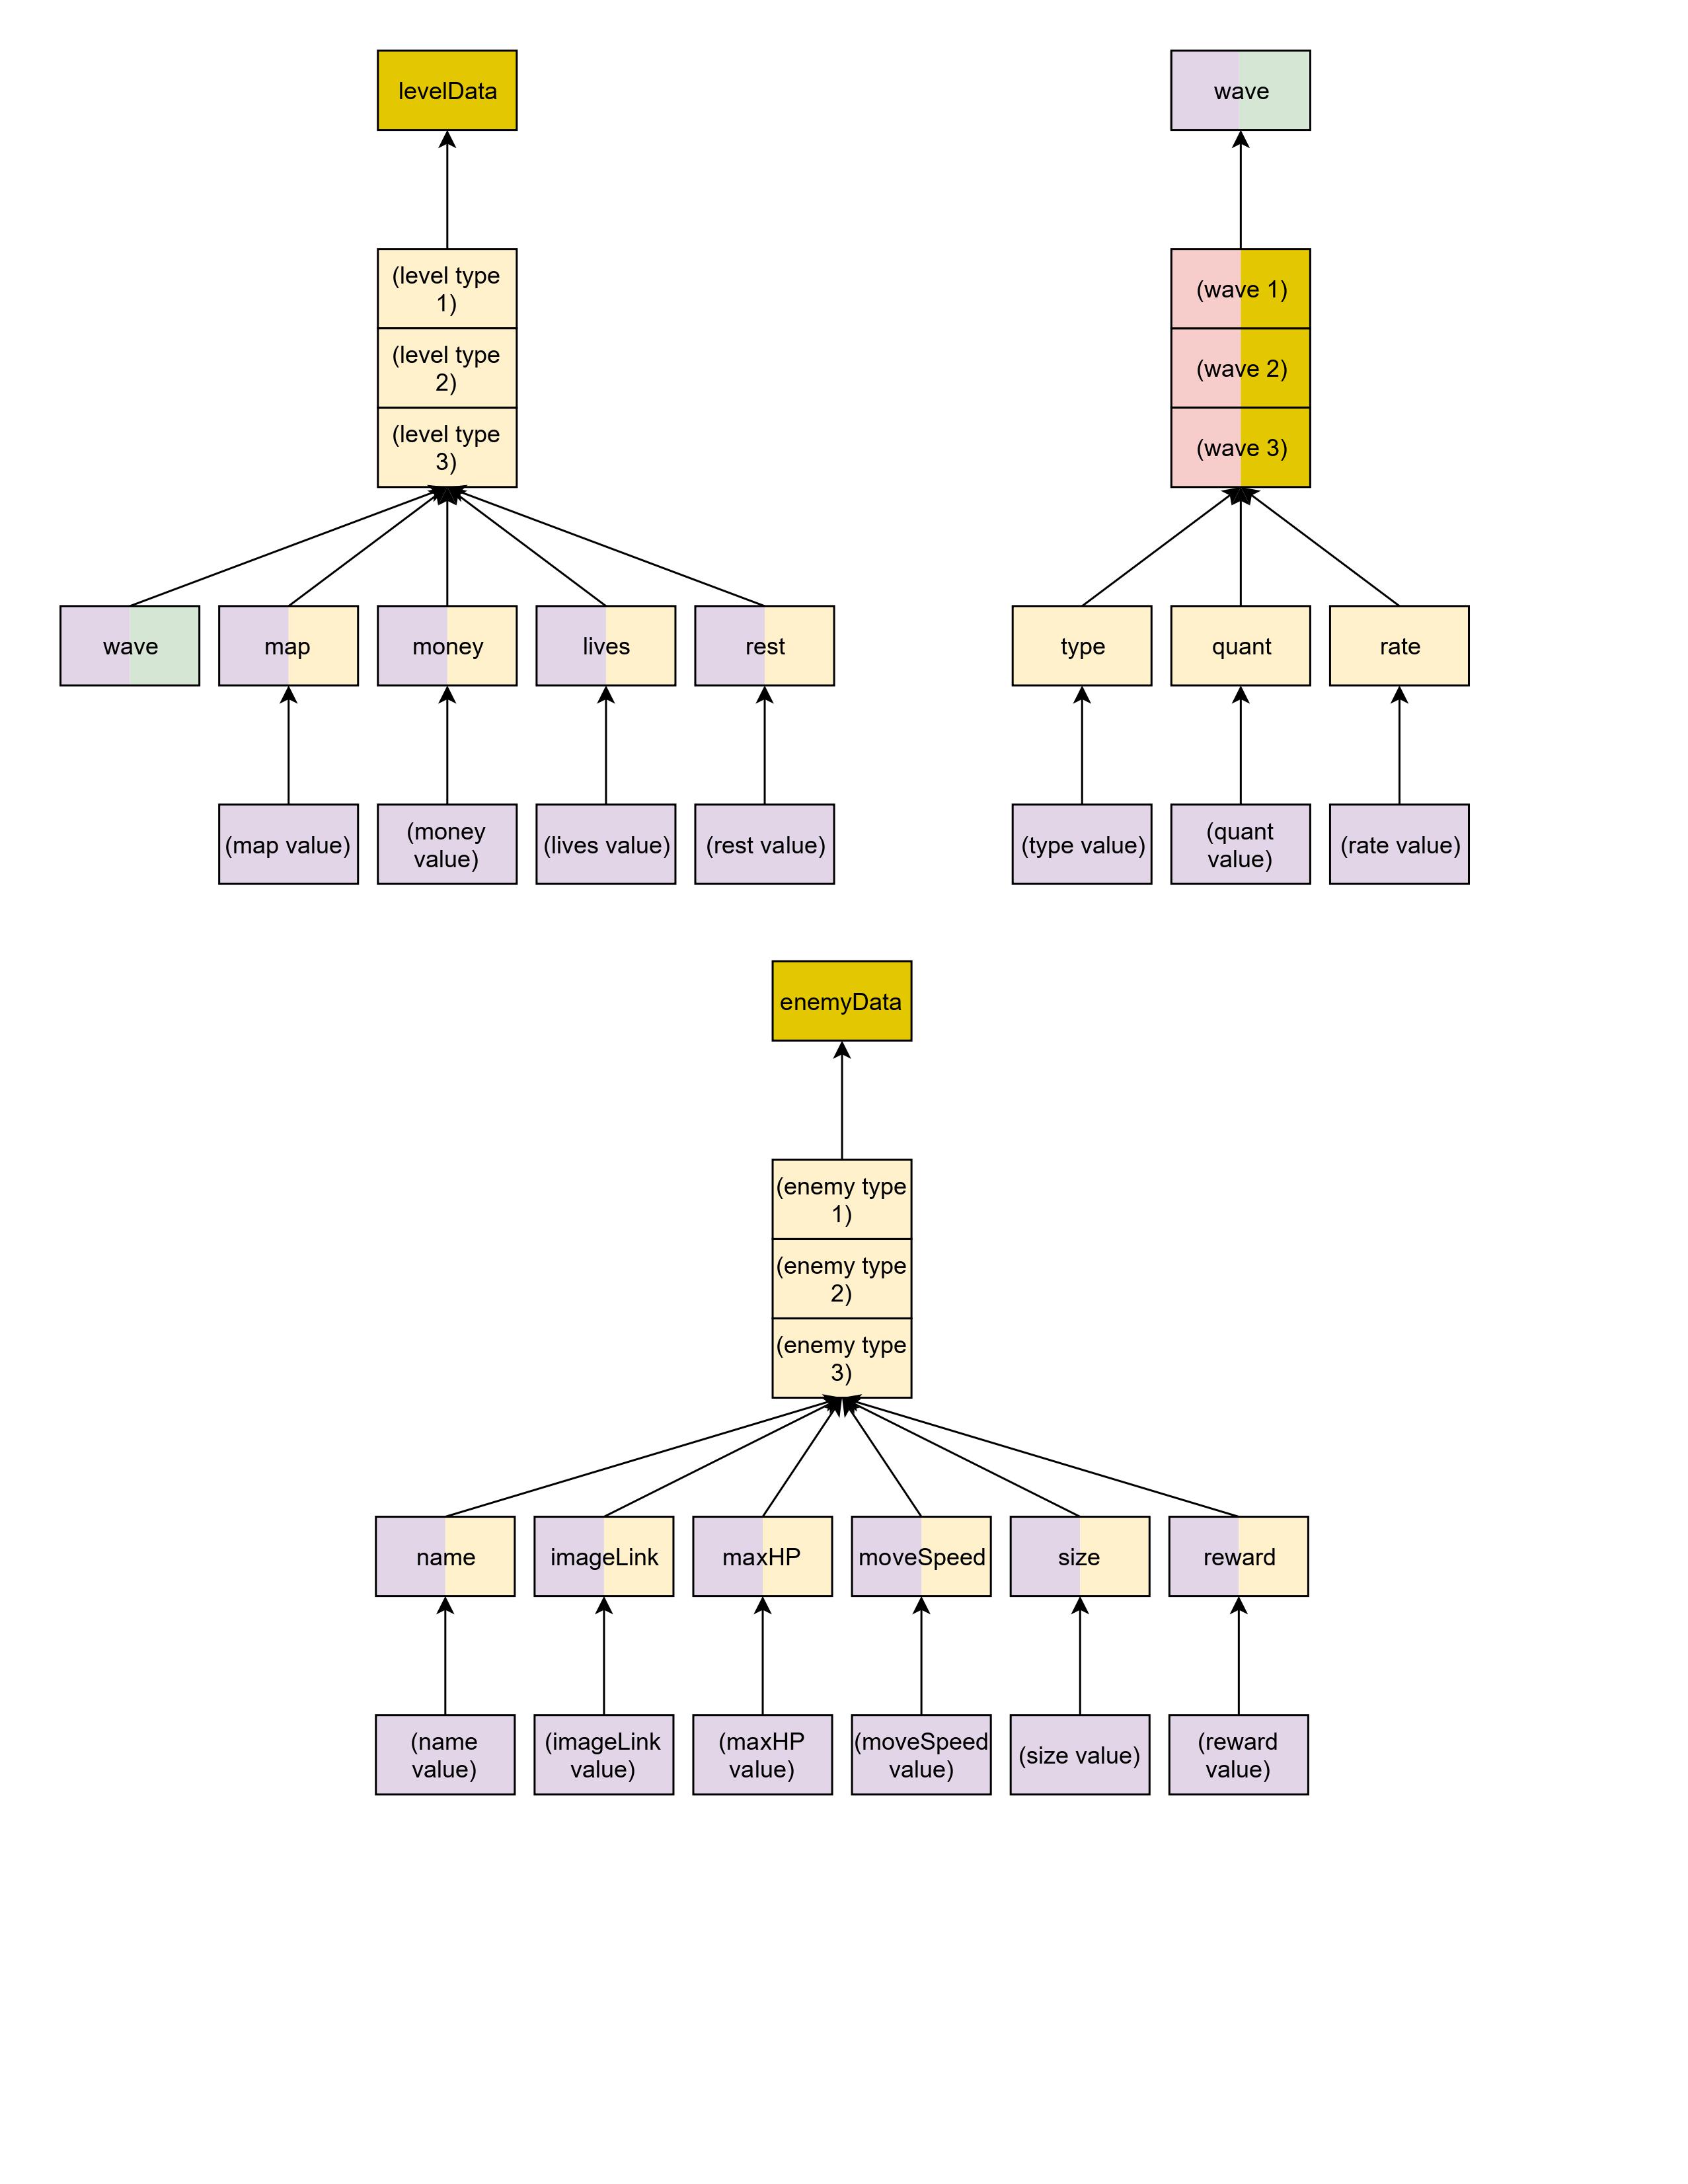 levelData
wave
(level type
1)
(level type
2)
(level type
3)
(wave 1)
(wave 2)
(wave 3)
wave
map
money
lives
rest
type
quant
rate
(map value)
(money
value)
(lives value)
(rest value)
(type value)
(quant
value)
(rate value)
enemyData
(enemy type
1)
(enemy type
2)
(enemy type
3)
name
imageLink
maxHP
moveSpeed
size
reward
(name
value)
(imageLink
value)
(maxHP
value)
(moveSpeed
value)
(size value)
(reward
value)